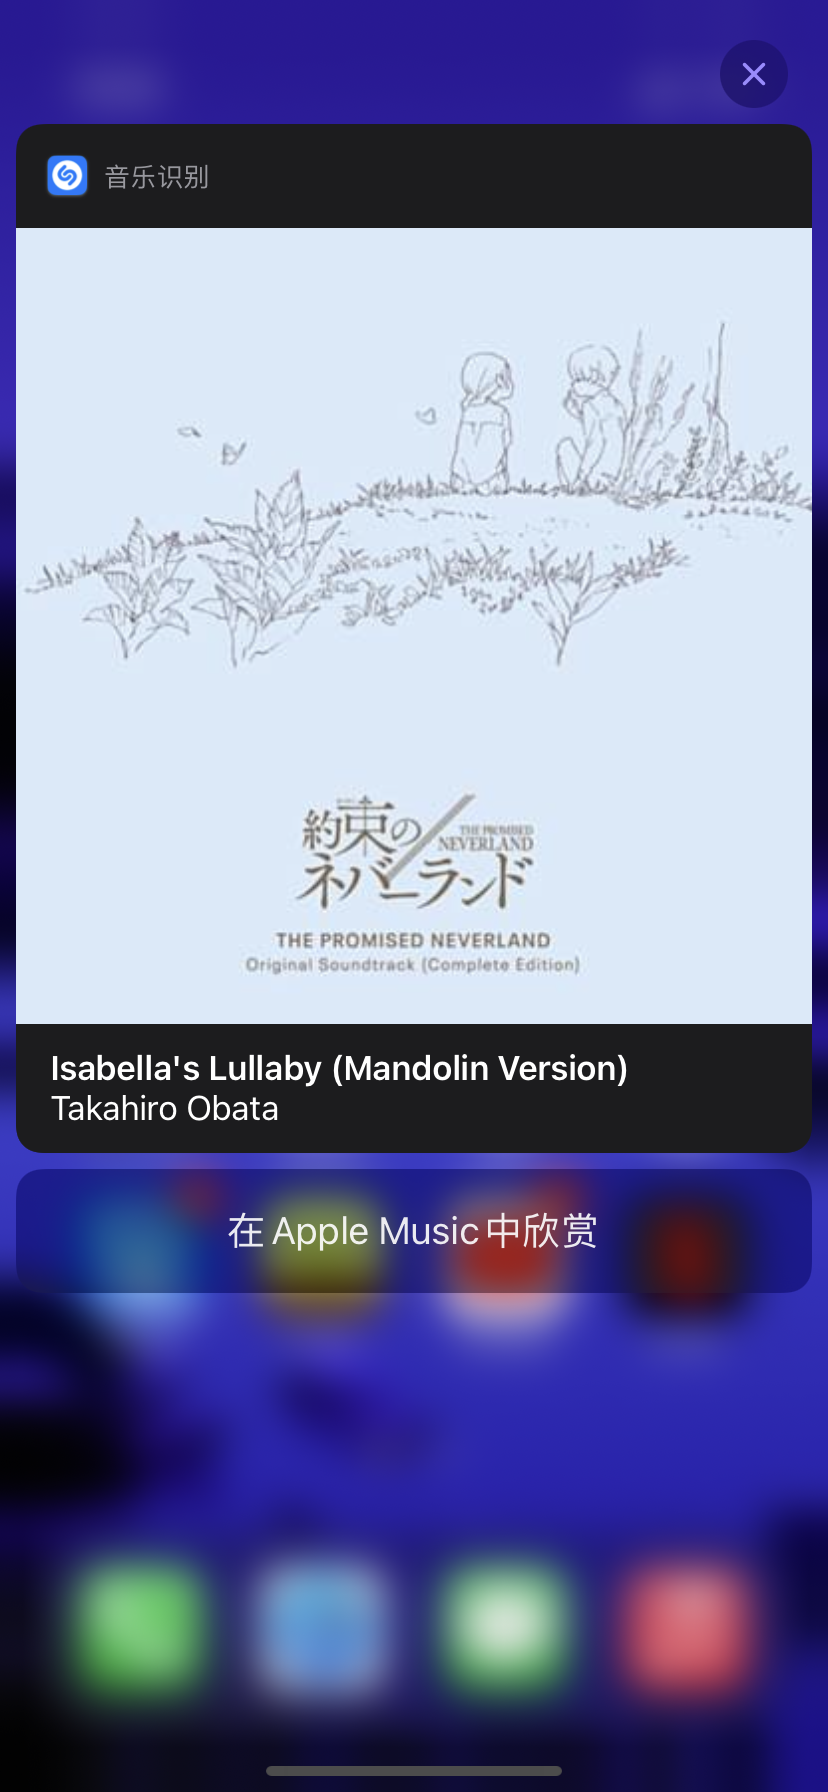 音乐识别
約束の
THE PROMISED
NEVERLAND
ネバーランド
THE PROMISED NEVERLAND
Original Soundtrack (Complete Edition)
Isabella's Lullaby (Mandolin Version)
Takahiro Obata
在 Apple Music 中欣赏